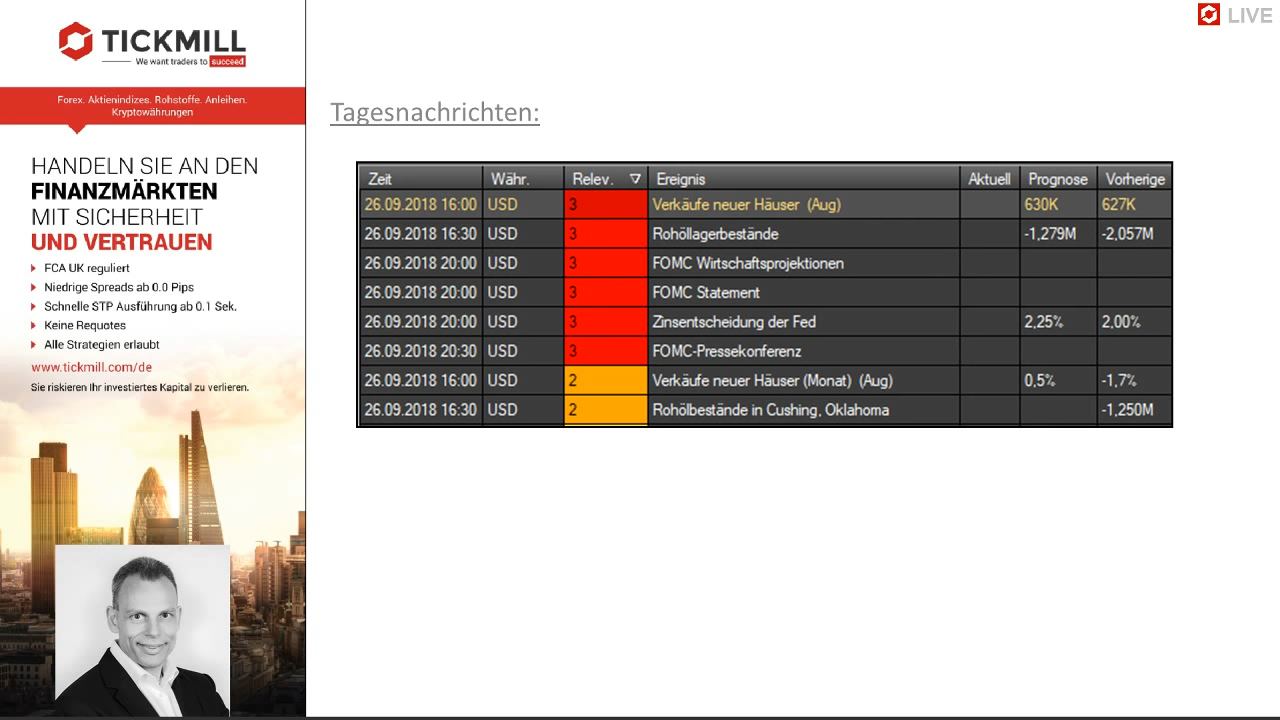 TICKMILL
We want traders to succeed
Forex. Aktienindizes. Rohstoffe. Anleihen.
Kryptowährungen
HANDELN SIE AN DEN
FINANZMÄRKTEN
MIT SICHERHEIT
UND VERTRAUEN
FCA UK reguliert
Niedrige Spreads ab 0.0 Pips
Schnelle STP Ausführung ab 0.1 Sek.
Keine Requotes
Alle Strategien erlaubt
www.tickmill.com/de
Sie riskieren Ihr investiertes Kapital zu verlieren.
LIVE
Tagesnachrichten:
Zeit Währ. Relev. Ereignis Aktuell Prognose Vorherige
26.09.2018 16:00 USD 3 Verkäufe neuer Häuser (Aug) 630K 627K
26.09.2018 16:30 USD 3 Rohöllagerbestände -1,279M -2,057M
26.09.2018 20:00 USD 3 FOMC Wirtschaftsprojektionen
26.09.2018 20:00 USD 3 FOMC Statement
26.09.2018 20:00 USD 3 Zinsentscheidung der Fed 2,25% 2,00%
26.09.2018 20:30 USD 3 FOMC-Pressekonferenz
26.09.2018 16:00 USD 2 Verkäufe neuer Häuser (Monat) (Aug) 0,5% -1,7%
26.09.2018 16:30 USD 2 Rohölbestände in Cushing, Oklahoma -1,250M